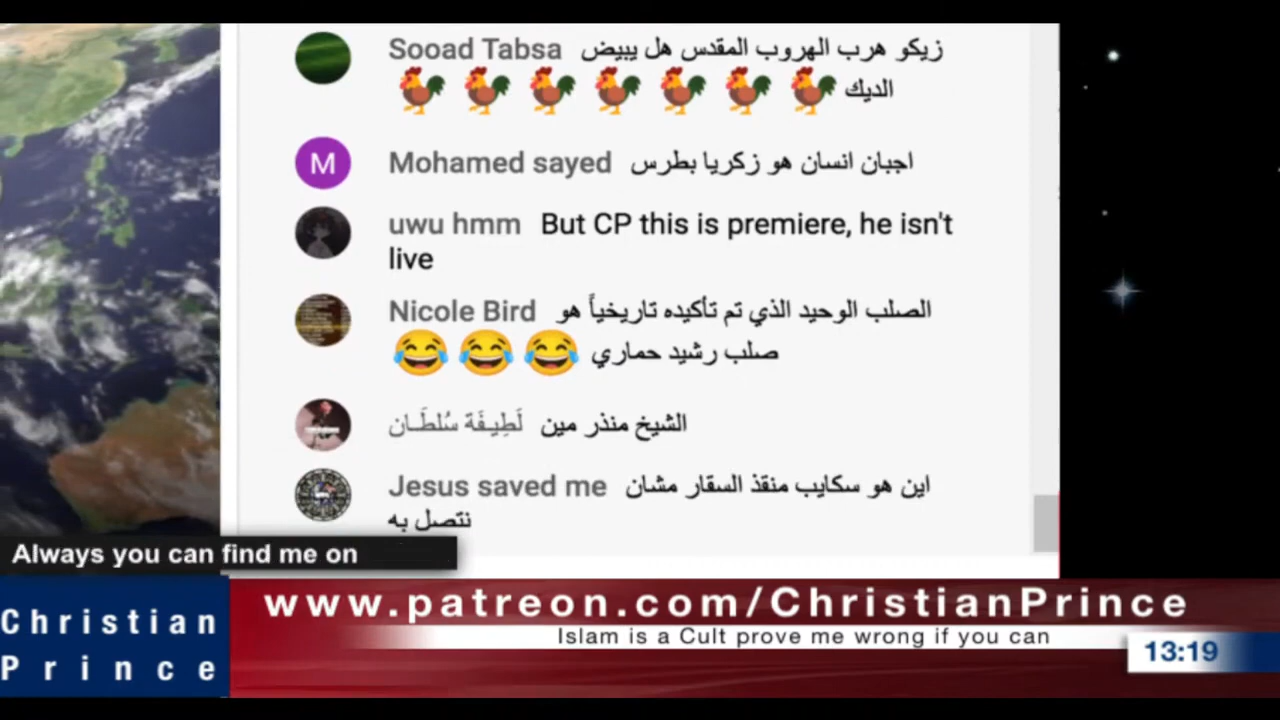 Sooad Tabsa زيكو هرب الهروب المقدس هل يبيض
الديك 🐓 🐓 🐓 🐓 🐓 🐓 🐓
M
Mohamed sayed اجبان انسان هو زكريا بطرس
uwu hmm But CP this is premiere, he isn't
live
Nicole Bird الصلب الوحيد الذي تم تأكيده تاريخياً هو
صلب رشيد حماري 😂 😂 😂
لَطِيفَة سُلطَان الشيخ منذر مين
Jesus saved me اين هو سكايب منقذ السقار مشان
نتصل به
Always you can find me on
www.patreon.com/ChristianPrince
Islam is a Cult prove me wrong if you can
Christian
Prince
13:19